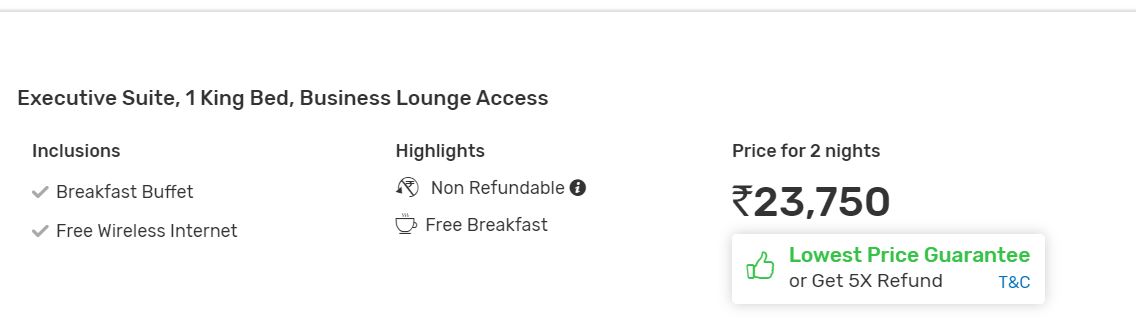 Executive Suite, 1 King Bed, Business Lounge Access
Inclusions
Breakfast Buffet
Free Wireless Internet
Highlights
Non Refundable
Free Breakfast
Price for 2 nights
₹23,750
Lowest Price Guarantee
or Get 5X Refund T&C